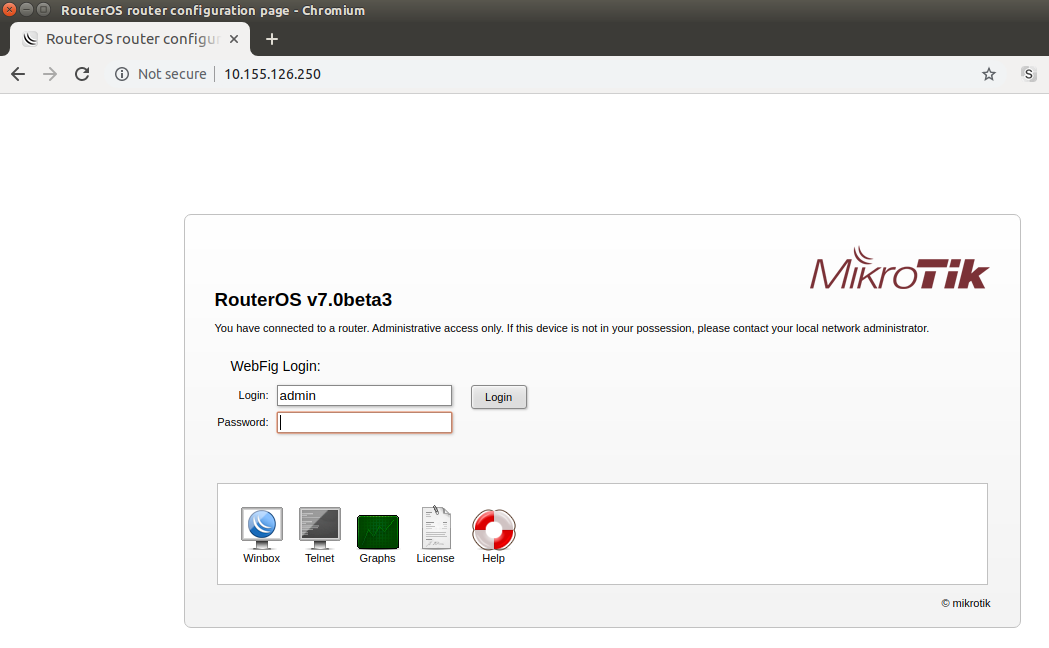 RouterOS router configuration page - Chromium
RouterOS router configur
Not secure
10.155.126.250
S
MikroTik
RouterOS v7.0beta3
You have connected to a router. Administrative access only. If this device is not in your possession, please contact your local network administrator.
WebFig Login:
Login: admin
Login
Password:
Winbox Telnet Graphs License Help
© mikrotik